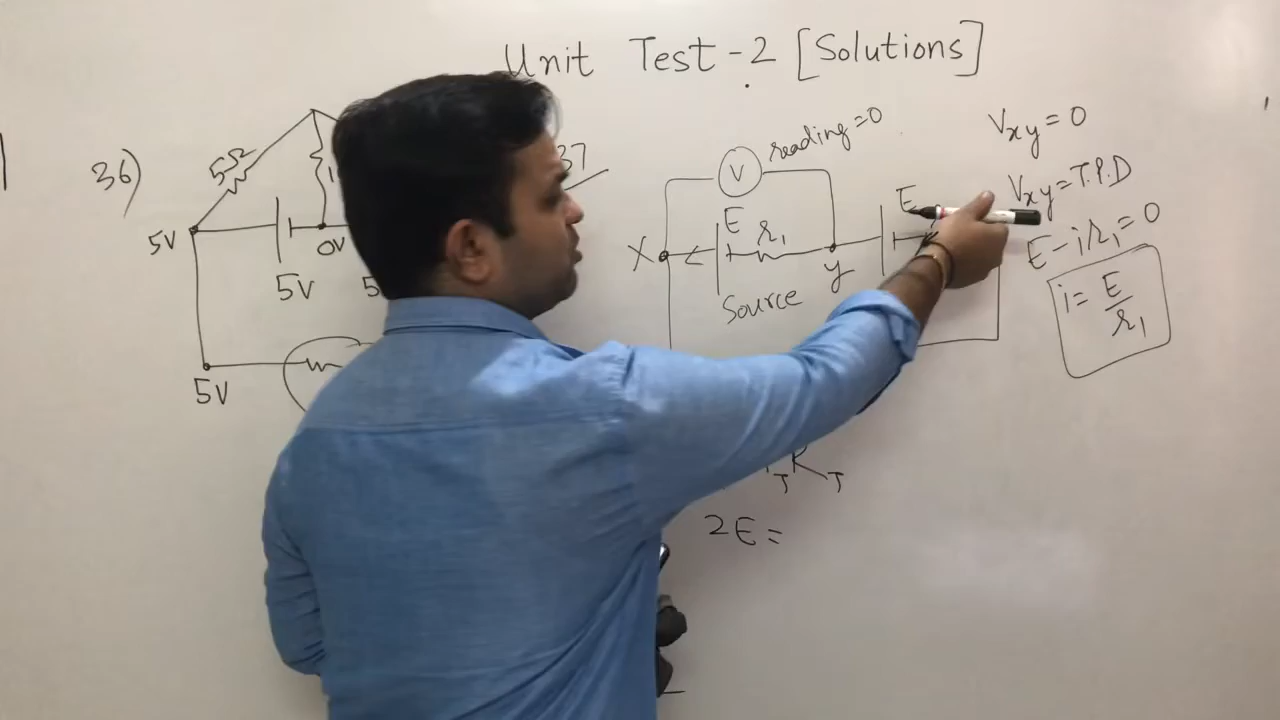 Unit Test-2 [Solutions]
36)
5Ω
5V
0V
5V
5V
37
reading=0
V
X
E
r₁
y
Source
E
Vxy = 0
Vxy = T.P.D
E - ir₁ = 0
i = E/r₁
2E =